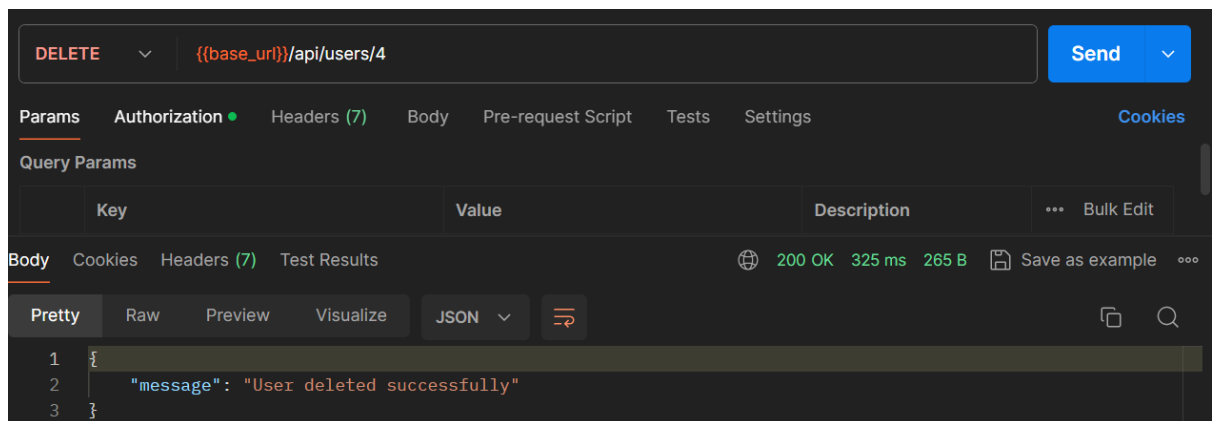 DELETE {{base_url}}/api/users/4 Send
Params Authorization Headers (7) Body Pre-request Script Tests Settings Cookies
Query Params
Key Value Description Bulk Edit
Body Cookies Headers (7) Test Results 200 OK 325 ms 265 B Save as example
Pretty Raw Preview Visualize JSON
1 {
2 "message": "User deleted successfully"
3 }